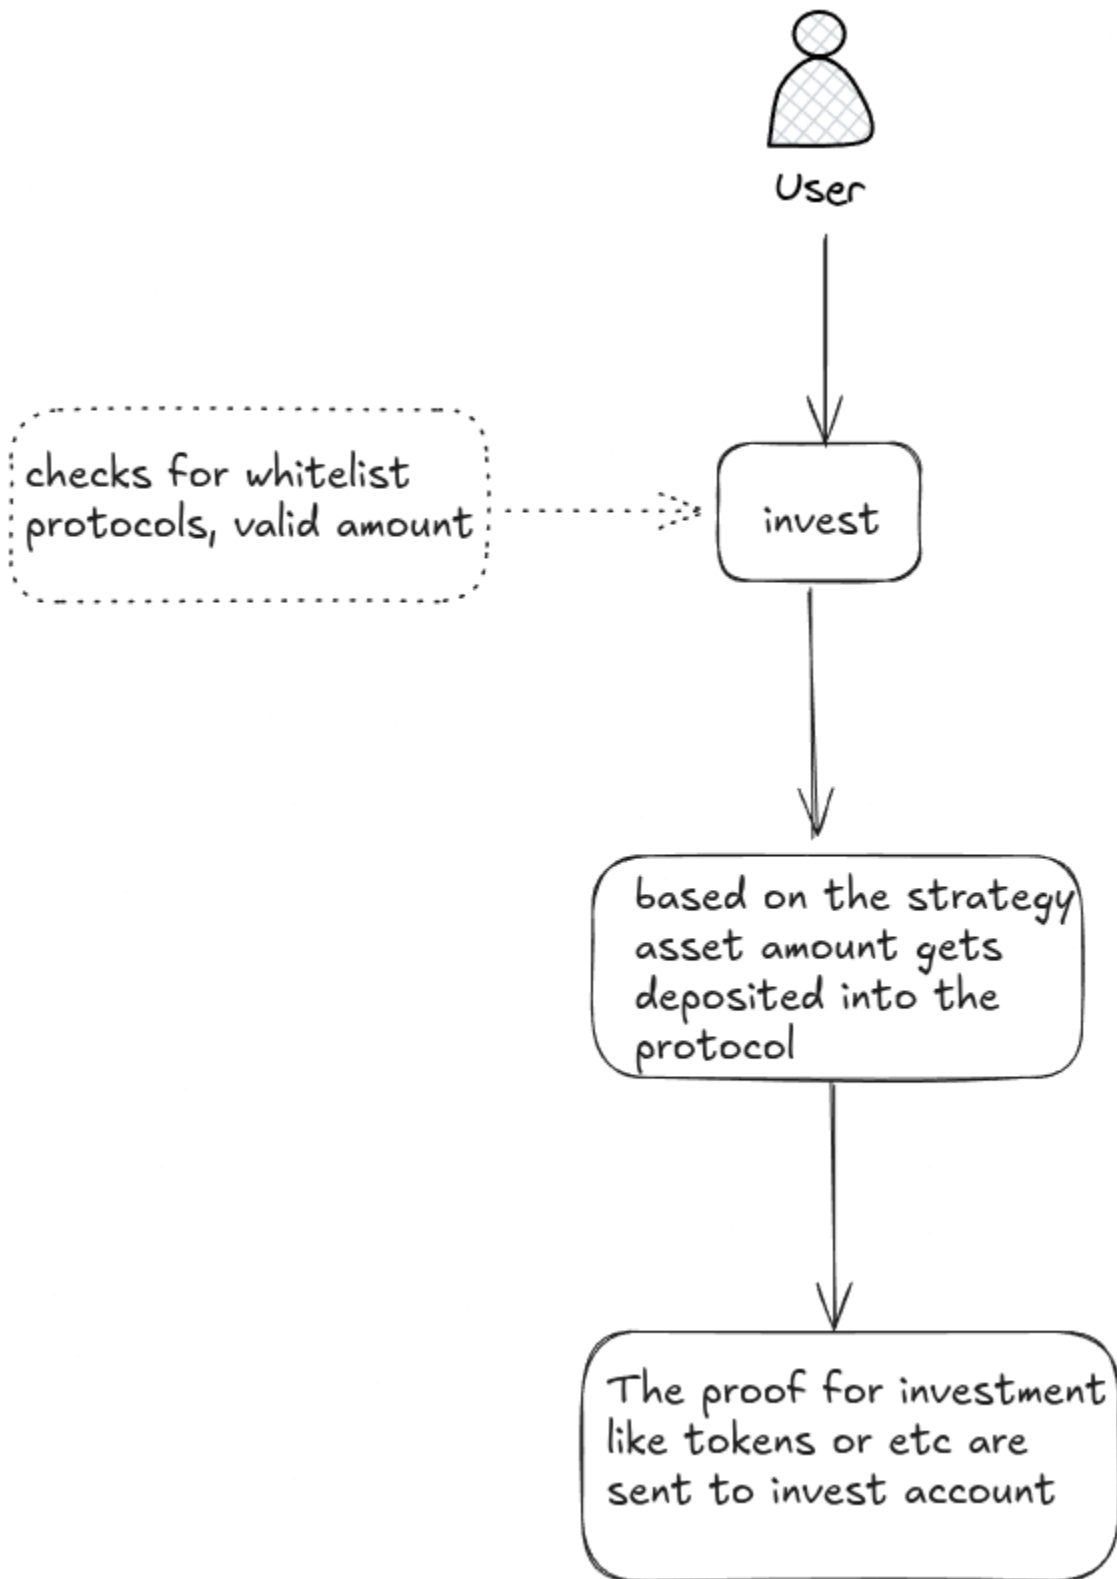 User
checks for whitelist
protocols, valid amount
invest
based on the strategy
asset amount gets
deposited into the
protocol
The proof for investment
like tokens or etc are
sent to invest account